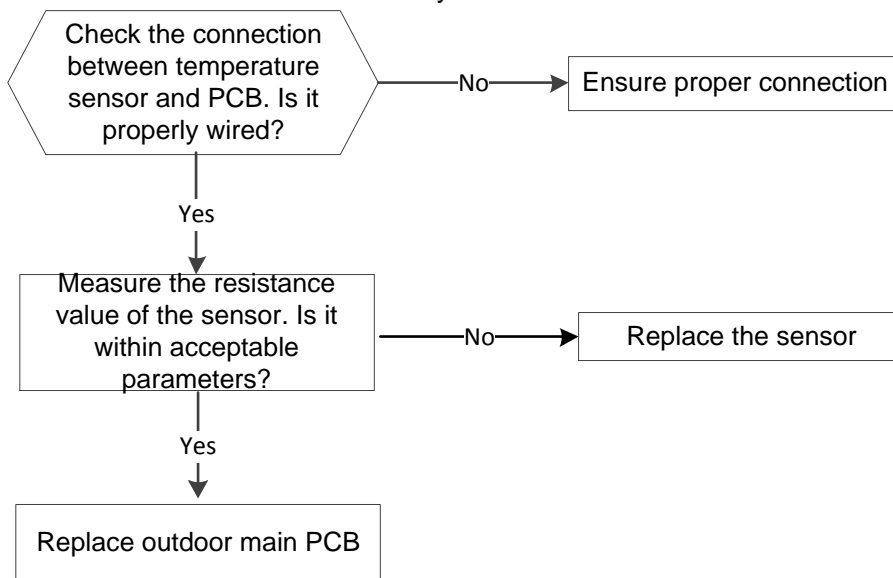 Check the connection
between temperature
sensor and PCB. Is it
properly wired?
No
Ensure proper connection
Yes
Measure the resistance
value of the sensor. Is it
within acceptable
parameters?
No
Replace the sensor
Yes
Replace outdoor main PCB